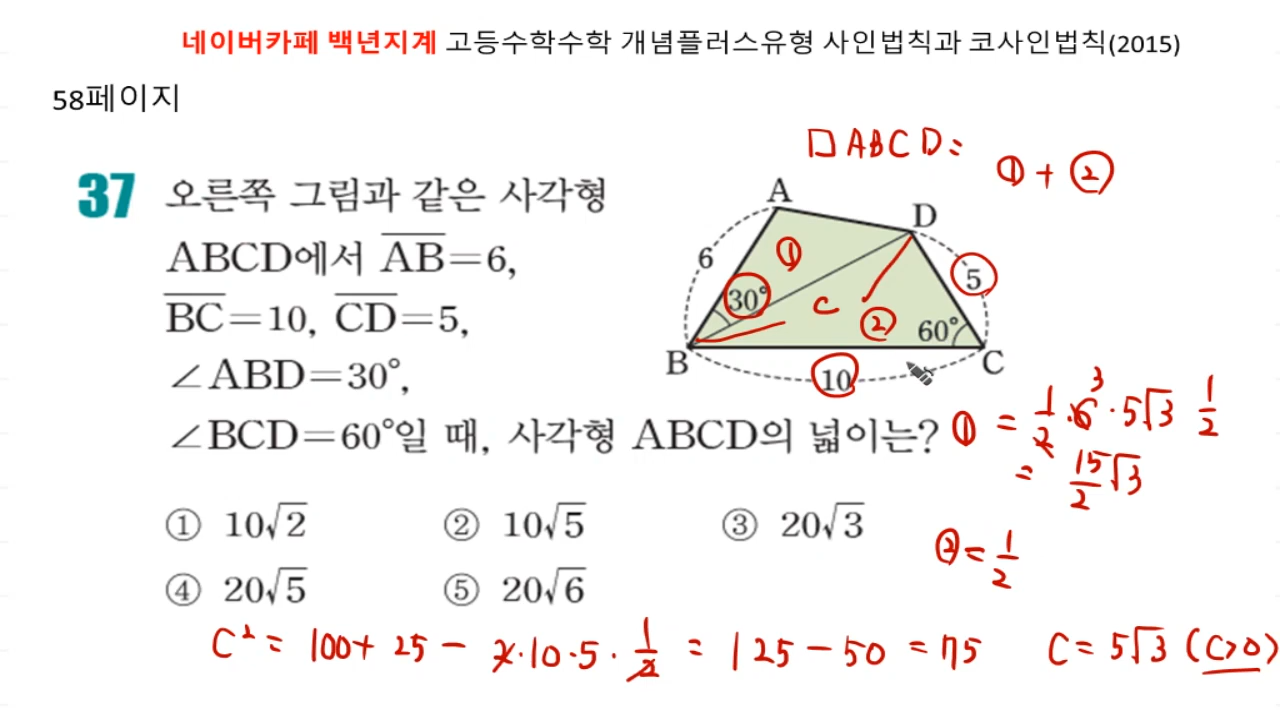 네이버카페 백년지계 고등수학수학 개념플러스유형 사인법칙과 코사인법칙(2015)
58페이지
□ABCD= ① + ②
37 오른쪽 그림과 같은 사각형
ABCD에서 \overline{AB}=6,
\overline{BC}=10, \overline{CD}=5,
∠ABD=30°,
∠BCD=60°일 때, 사각형 ABCD의 넓이는?
① 10√2 ② 10√5 ③ 20√3
④ 20√5 ⑤ 20√6
A
D
6 ① 5
30° C ② 60°
B C
10
① = 1/2 · 6 3 · 5√3 1/2
= 15/2 √3
② = 1/2
C² = 100 + 25 - 2·10·5·1/2 = 125 - 50 = 75 C = 5√3 (C>0)